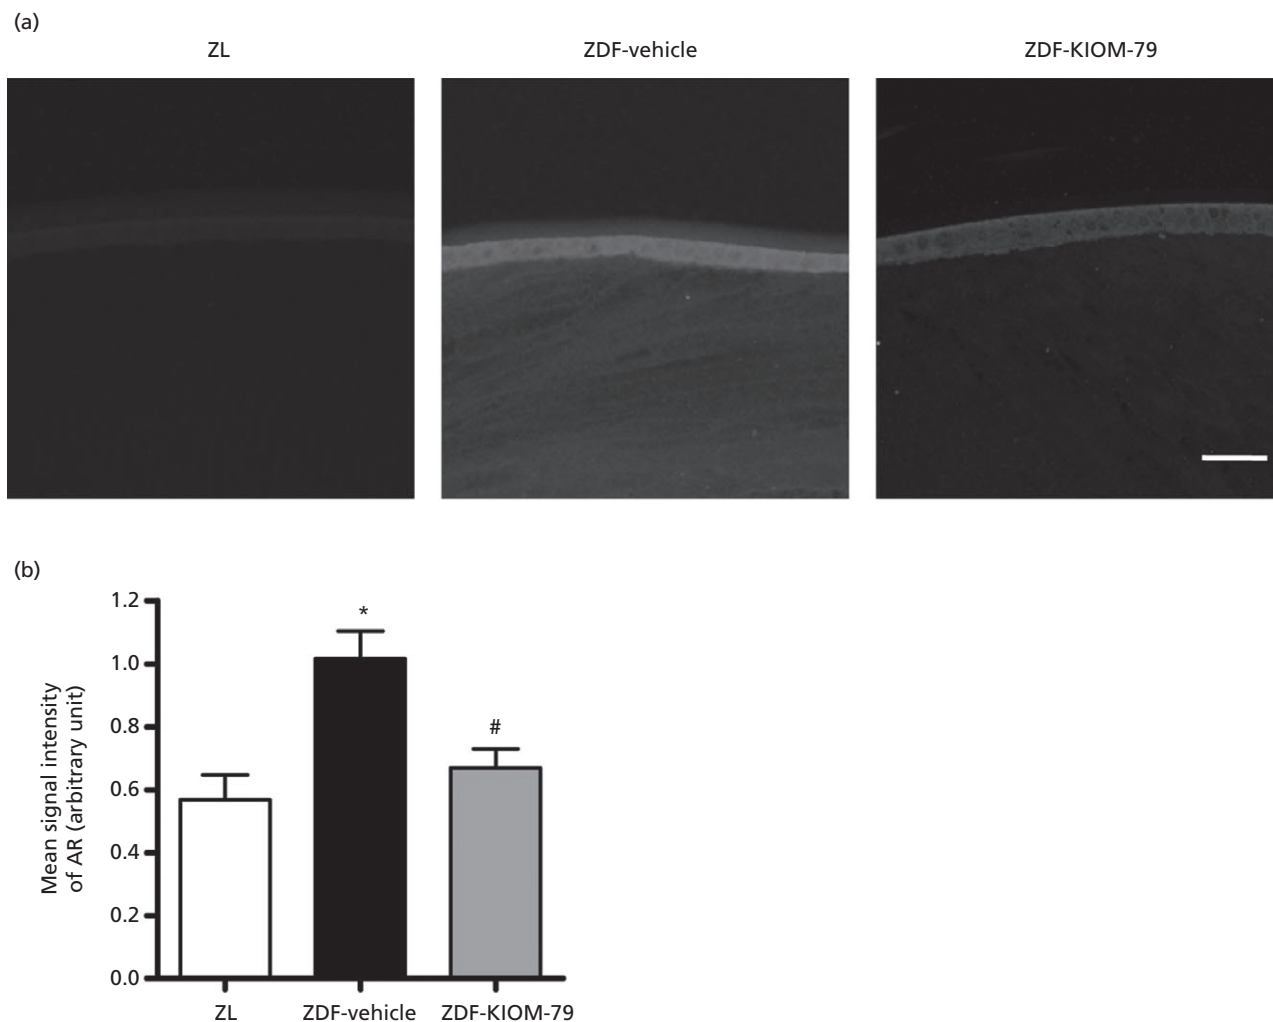 (a)
ZL ZDF-vehicle ZDF-KIOM-79
(b)
Mean signal intensity
of AR (arbitrary unit)
1.2
1.0
0.8
0.6
0.4
0.2
0.0
*
#
ZL ZDF-vehicle ZDF-KIOM-79